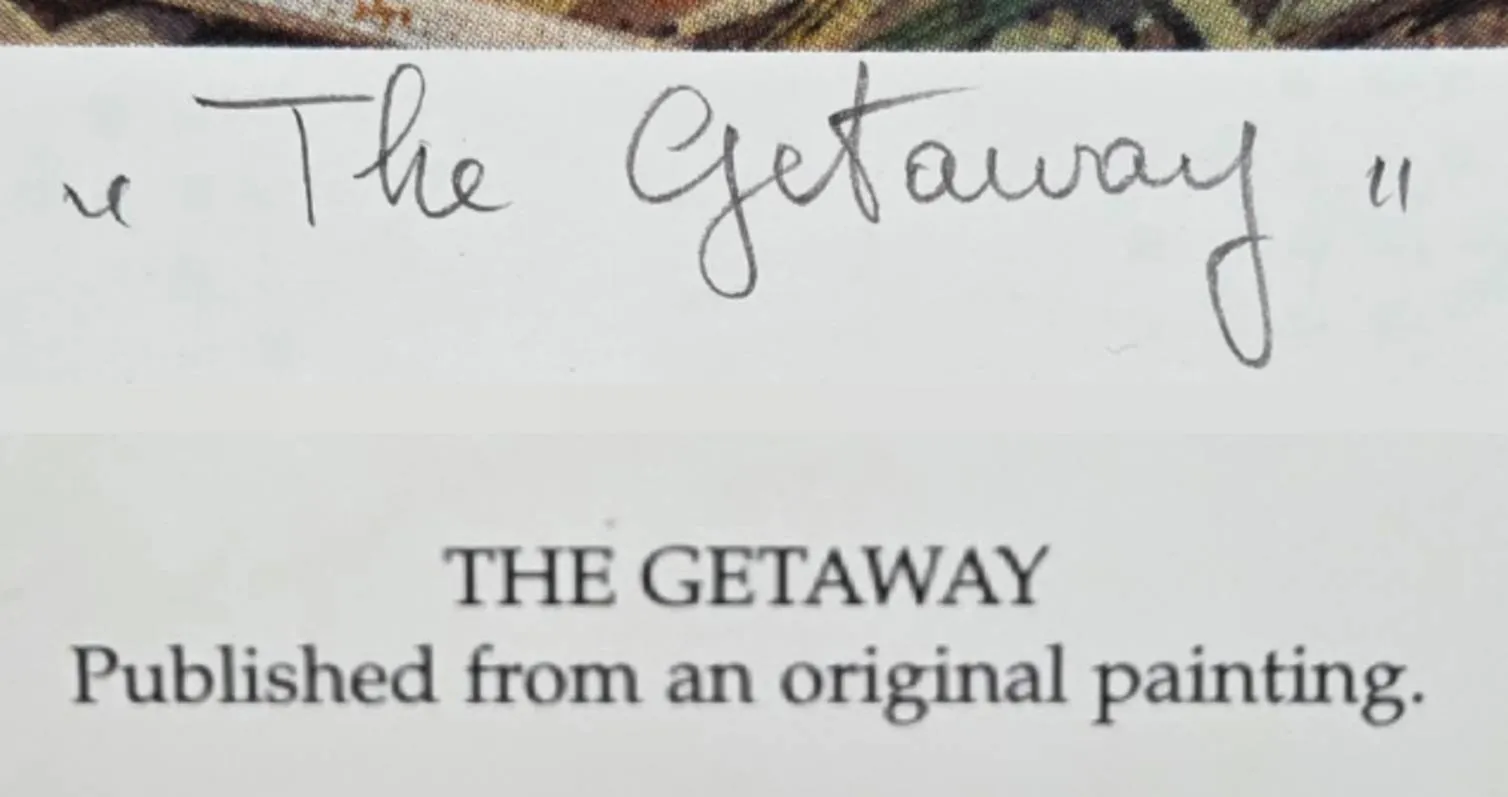 "The Getaway"
THE GETAWAY
Published from an original painting.